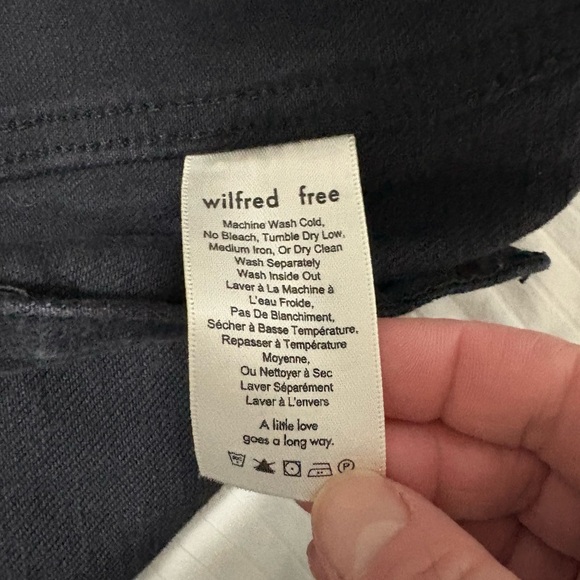 wilfred free
Machine Wash Cold,
No Bleach, Tumble Dry Low,
Medium Iron, Or Dry Clean
Wash Separately
Wash Inside Out
Laver à La Machine à
L'eau Froide,
Pas De Blanchiment,
Sécher à Basse Température,
Repasser à Température
Moyenne,
Ou Nettoyer à Sec
Laver Séparément
Laver à L'envers
A little love
goes a long way.
P